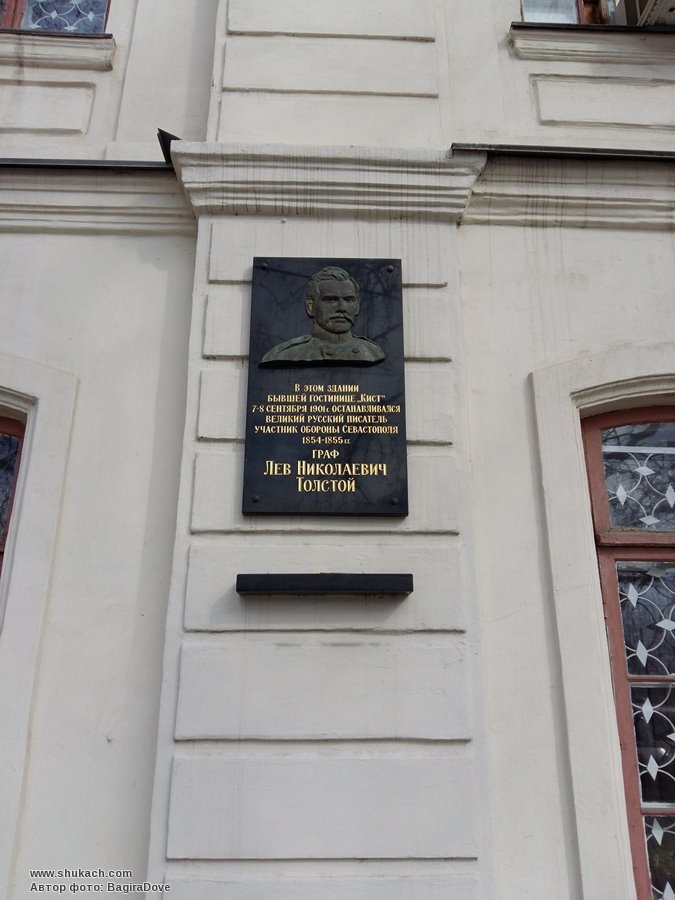 В этом здании
бывшей гостинице „Кист”
7-8 сентября 1901г. останавливался
великий русский писатель
участник обороны Севастополя
1854-1855 гг.
граф
Лев Николаевич
Толстой
www.shukach.com
Автор фото: BagiraDove